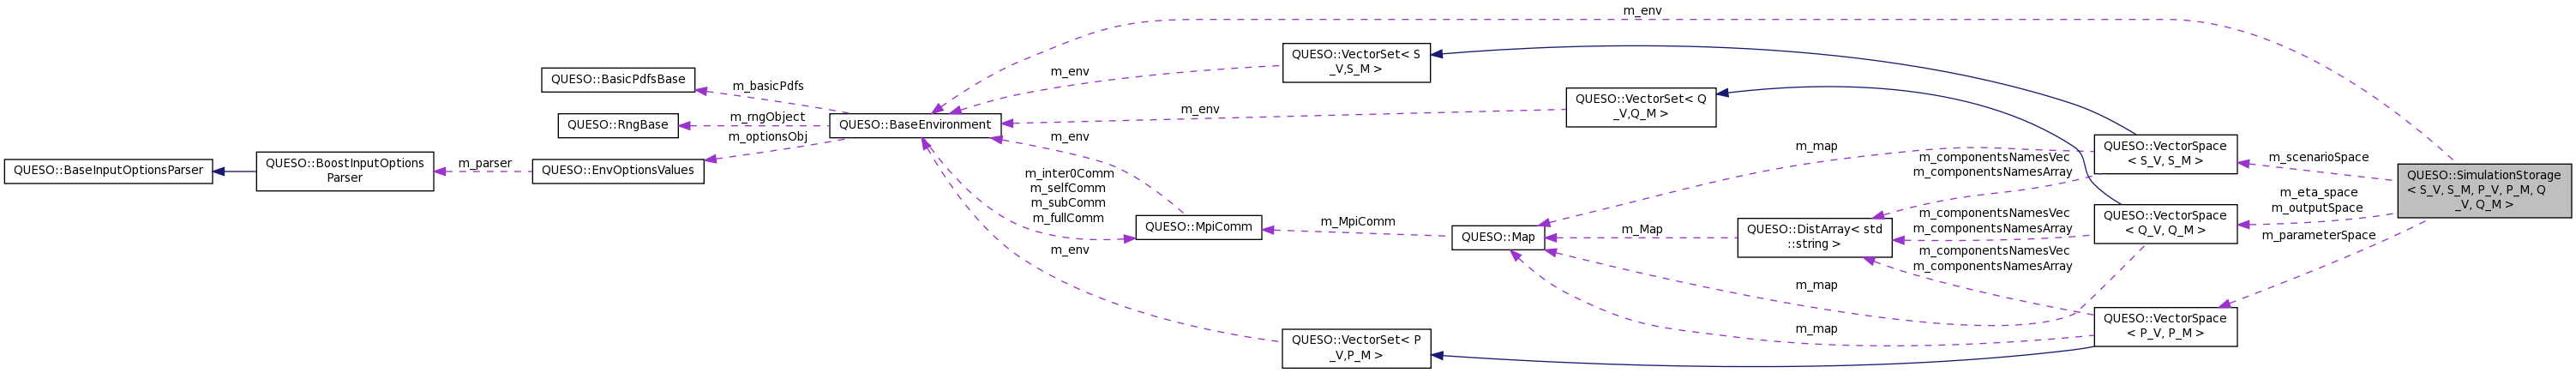 m_env
QUESO::VectorSet< S
_V,S_M >
m_env
QUESO::BasicPdfsBase
m_basicPdfs
QUESO::VectorSet< Q
_V,Q_M >
m_env
QUESO::RngBase
m_rngObject
QUESO::BaseEnvironment
m_optionsObj
m_env
QUESO::VectorSpace
< S_V, S_M >
m_map
m_componentsNamesVec
m_componentsNamesArray
m_scenarioSpace
QUESO::BaseInputOptionsParser
QUESO::BoostInputOptions
Parser
m_parser
QUESO::EnvOptionsValues
m_inter0Comm
m_selfComm
m_subComm
m_fullComm
QUESO::SimulationStorage
< S_V, S_M, P_V, P_M, Q
_V, Q_M >
m_eta_space
m_outputSpace
QUESO::MpiComm
m_MpiComm
QUESO::Map
m_Map
QUESO::DistArray< std
::string >
m_componentsNamesVec
m_componentsNamesArray
QUESO::VectorSpace
< Q_V, Q_M >
m_parameterSpace
m_env
m_componentsNamesVec
m_componentsNamesArray
m_map
m_map
QUESO::VectorSpace
< P_V, P_M >
QUESO::VectorSet< P
_V,P_M >